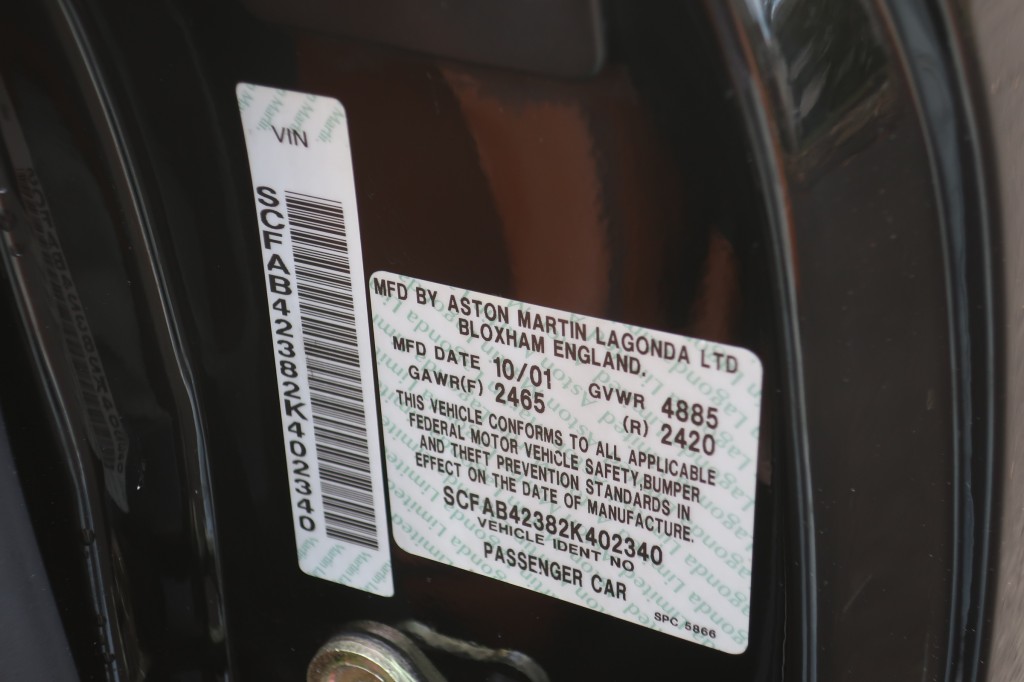 VIN
SCFAB42382K402340
MFD BY ASTON MARTIN LAGONDA LTD
BLOXHAM ENGLAND.
MFD DATE 10/01 GVWR 4885
GAWR(F) 2465 (R) 2420
THIS VEHICLE CONFORMS TO ALL APPLICABLE
FEDERAL MOTOR VEHICLE SAFETY,BUMPER
AND THEFT PREVENTION STANDARDS IN
EFFECT ON THE DATE OF MANUFACTURE.
SCFAB42382K402340
VEHICLE IDENT NO
PASSENGER CAR
SPC 5866